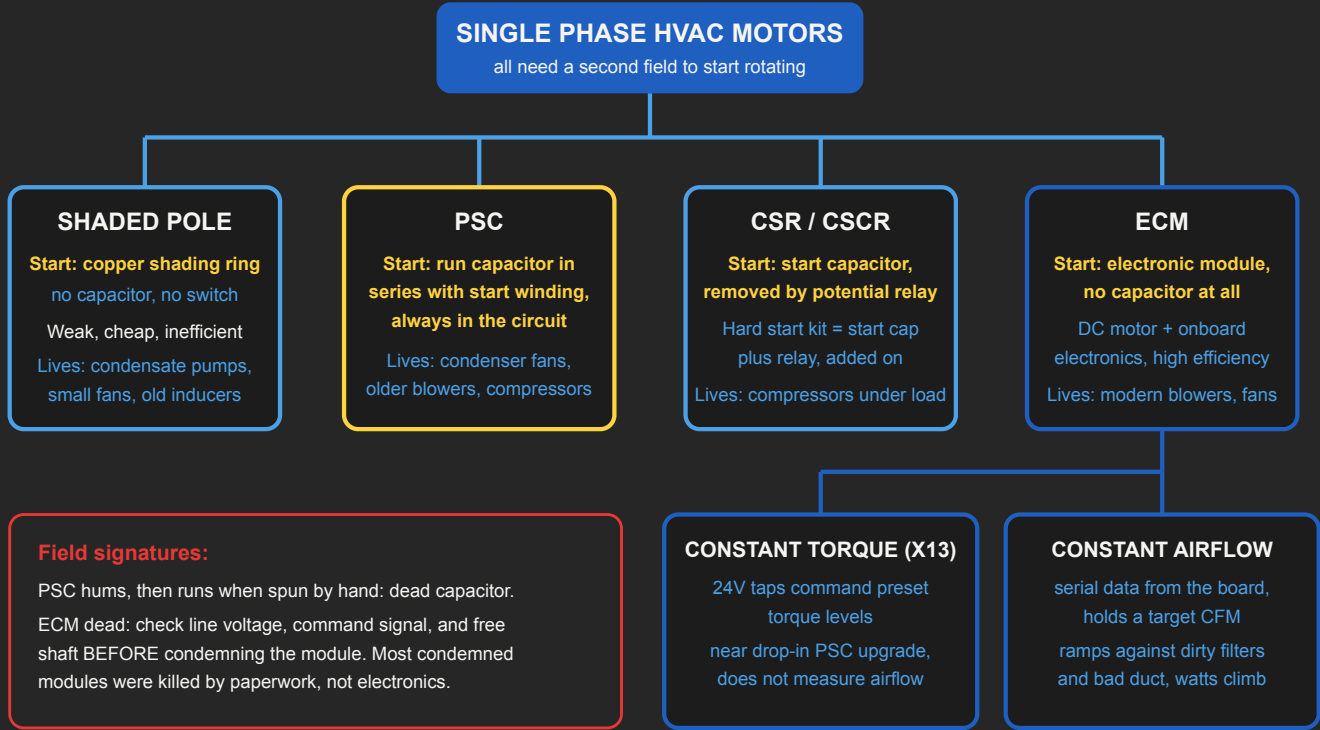 SINGLE PHASE HVAC MOTORS
all need a second field to start rotating
SHADED POLE
Start: copper shading ring
no capacitor, no switch
Weak, cheap, inefficient
Lives: condensate pumps,
small fans, old inducers
PSC
Start: run capacitor in
series with start winding,
always in the circuit
Lives: condenser fans,
older blowers, compressors
CSR / CSCR
Start: start capacitor,
removed by potential relay
Hard start kit = start cap
plus relay, added on
Lives: compressors under load
ECM
Start: electronic module,
no capacitor at all
DC motor + onboard
electronics, high efficiency
Lives: modern blowers, fans
Field signatures:
PSC hums, then runs when spun by hand: dead capacitor.
ECM dead: check line voltage, command signal, and free
shaft BEFORE condemning the module. Most condemned
modules were killed by paperwork, not electronics.
CONSTANT TORQUE (X13)
24V taps command preset
torque levels
near drop-in PSC upgrade,
does not measure airflow
CONSTANT AIRFLOW
serial data from the board,
holds a target CFM
ramps against dirty filters
and bad duct, watts climb